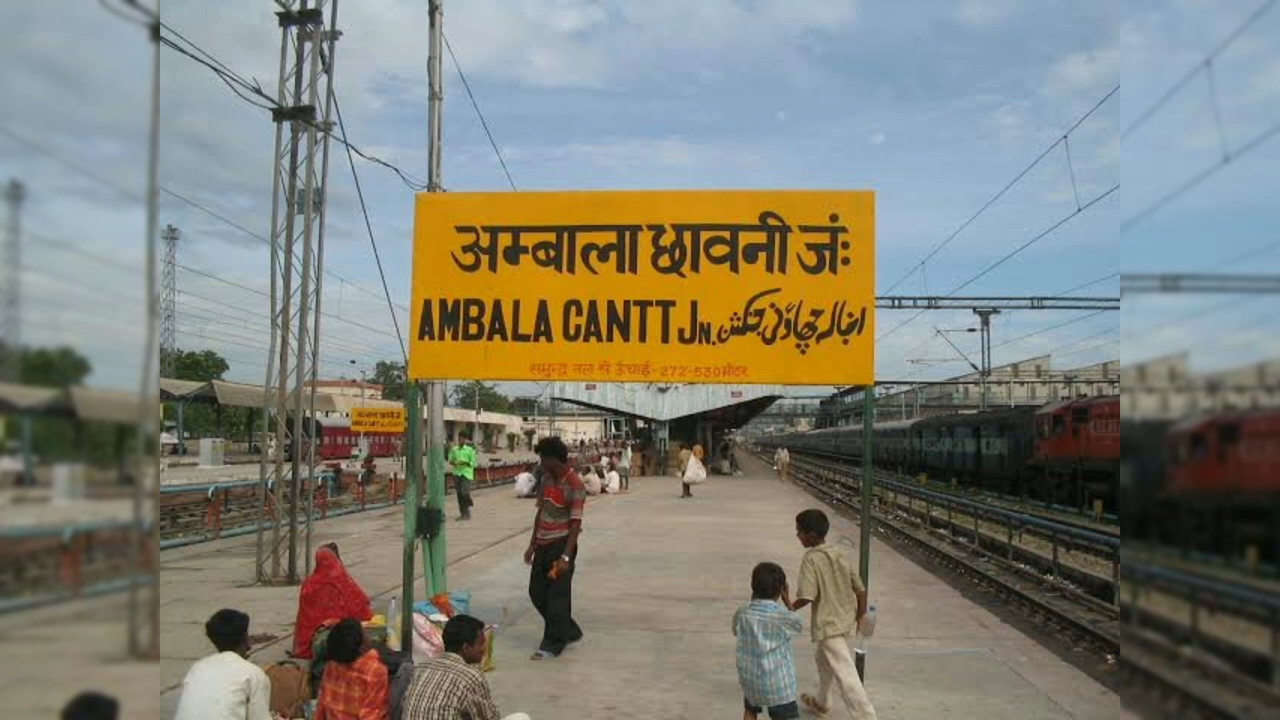 अम्बाला छावनी जं:
AMBALA CANTT JN. انبالہ چھاؤنی جنکشن
समुन्द्र तल से ऊँचाई-272-530मीटर